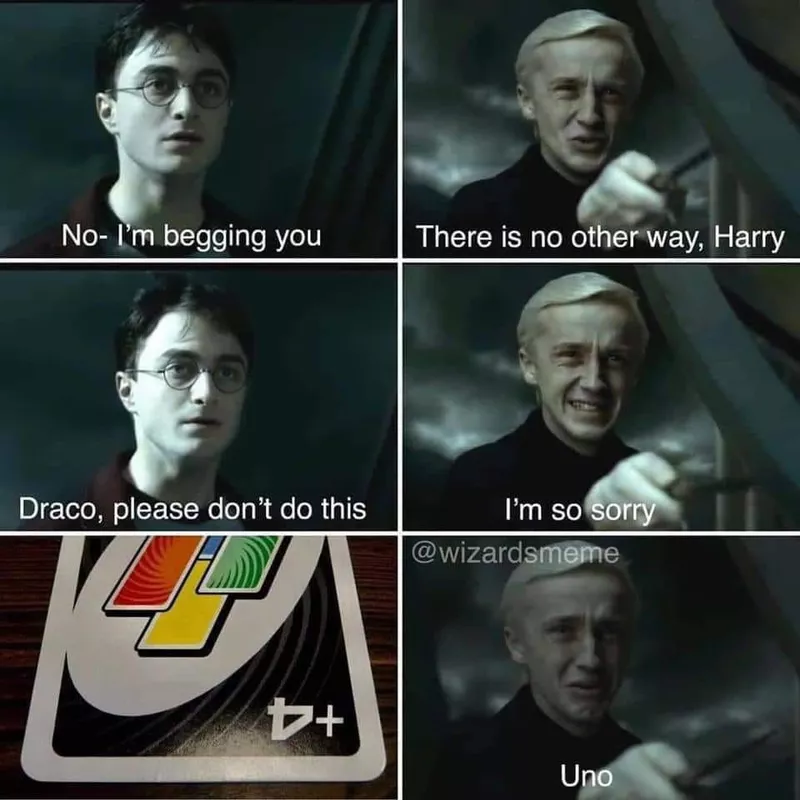 No- I'm begging you
There is no other way, Harry
Draco, please don't do this
I'm so sorry
+4
@wizardsmeme
Uno